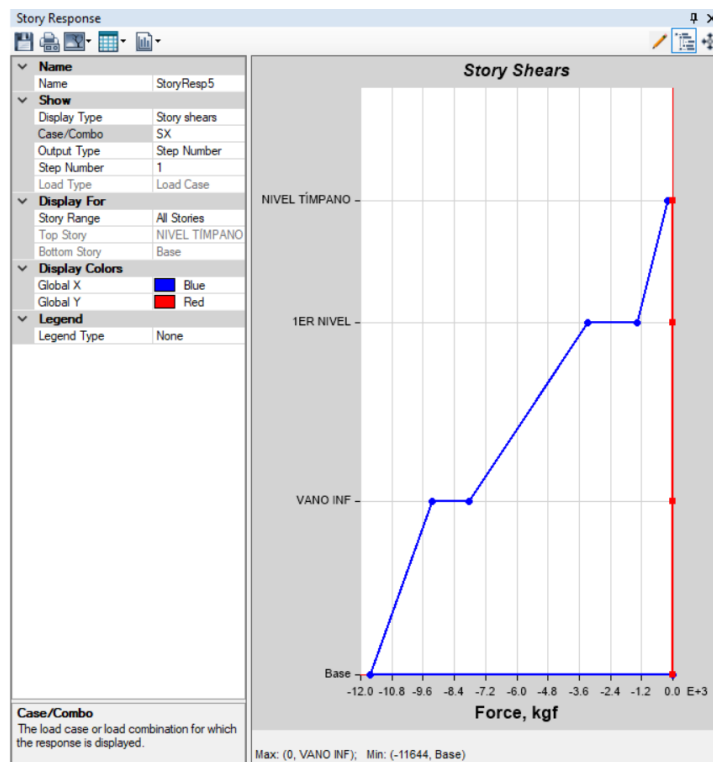 Story Response
Name
Name StoryResp5
Show
Display Type Story shears
Case/Combo SX
Output Type Step Number
Step Number 1
Load Type Load Case
Display For
Story Range All Stories
Top Story NIVEL TÍMPANO
Bottom Story Base
Display Colors
Global X Blue
Global Y Red
Legend
Legend Type None
Case/Combo
The load case or load combination for which
the response is displayed.
Story Shears
NIVEL TÍMPANO
1ER NIVEL
VANO INF
Base
-12.0 -10.8 -9.6 -8.4 -7.2 -6.0 -4.8 -3.6 -2.4 -1.2 0.0 E+3
Force, kgf
Max: (0, VANO INF); Min: (-11644, Base)